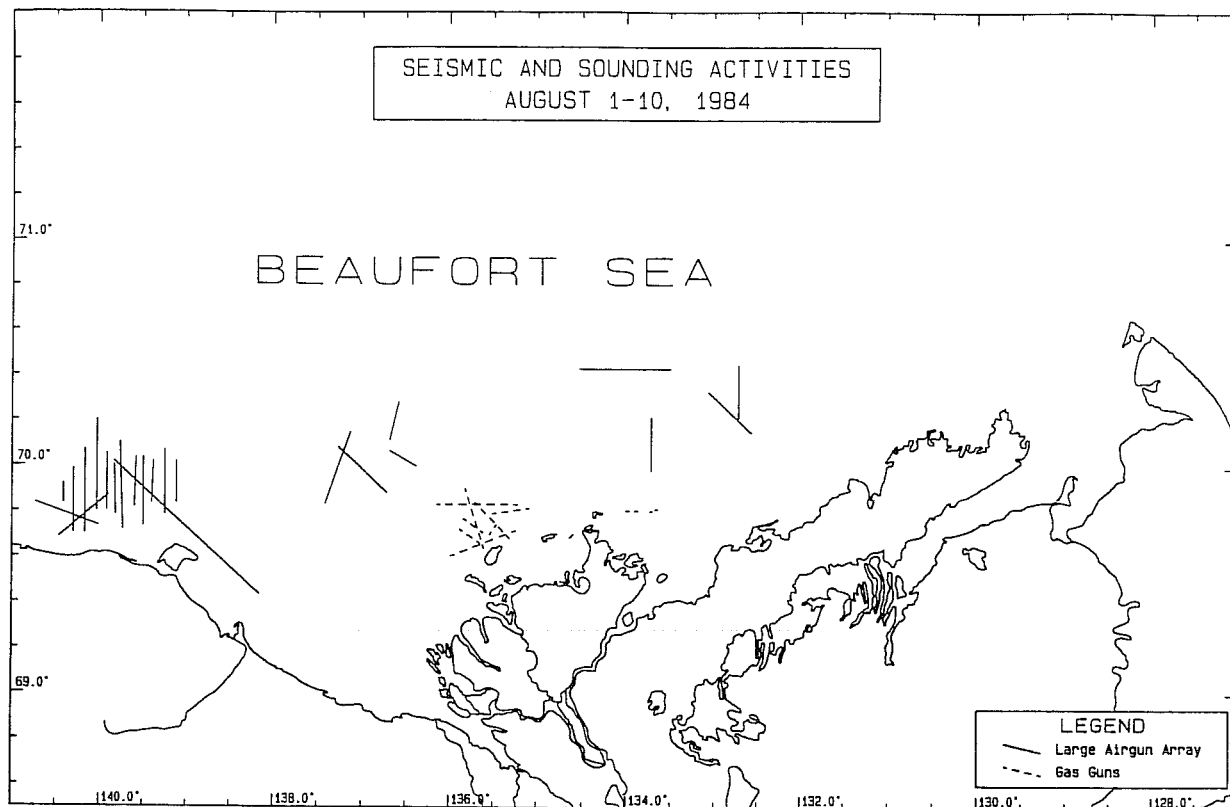 SEISMIC AND SOUNDING ACTIVITIES
AUGUST 1-10, 1984
71.0°
BEAUFORT SEA
70.0°
69.0°
LEGEND
Large Airgun Array
Gas Guns
140.0° 138.0° 136.0° 134.0° 132.0° 130.0° 128.0°